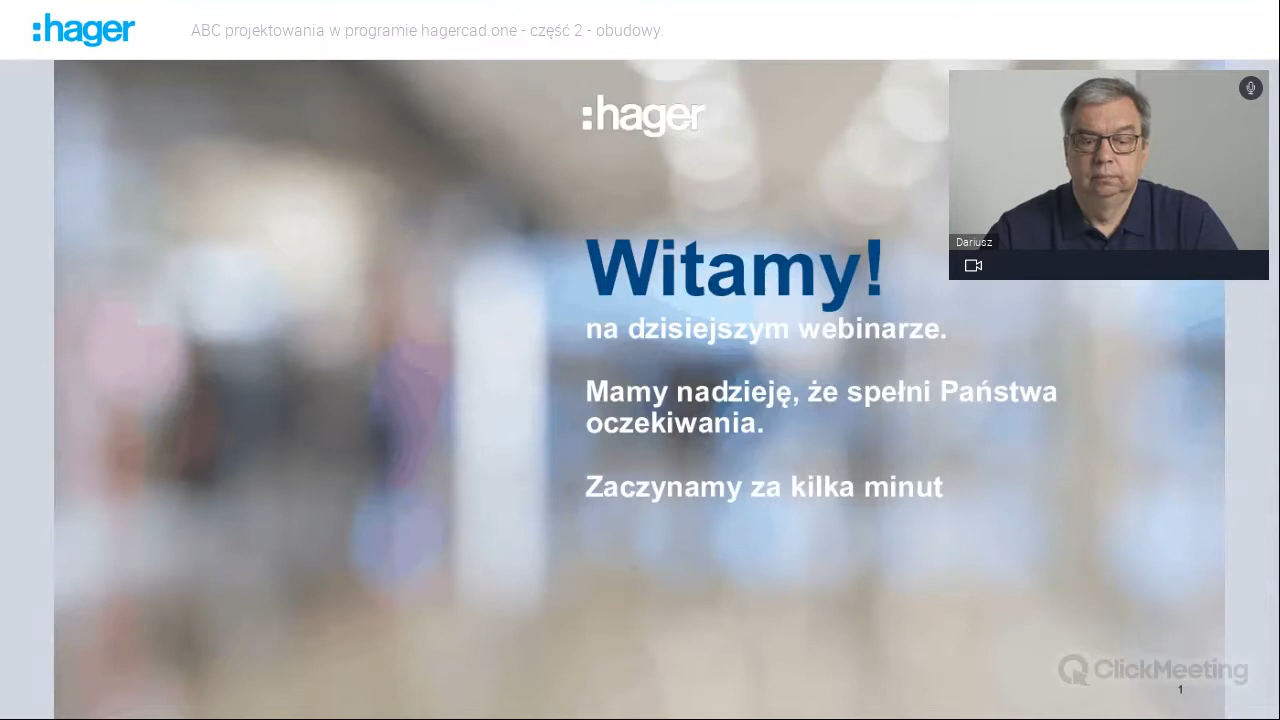 :hager
ABC projektowania w programie hagercad.one - część 2 - obudowy
:hager
Dariusz
Witamy!
na dzisiejszym webinarze.
Mamy nadzieję, że spełni Państwa
oczekiwania.
Zaczynamy za kilka minut
ClickMeeting
1